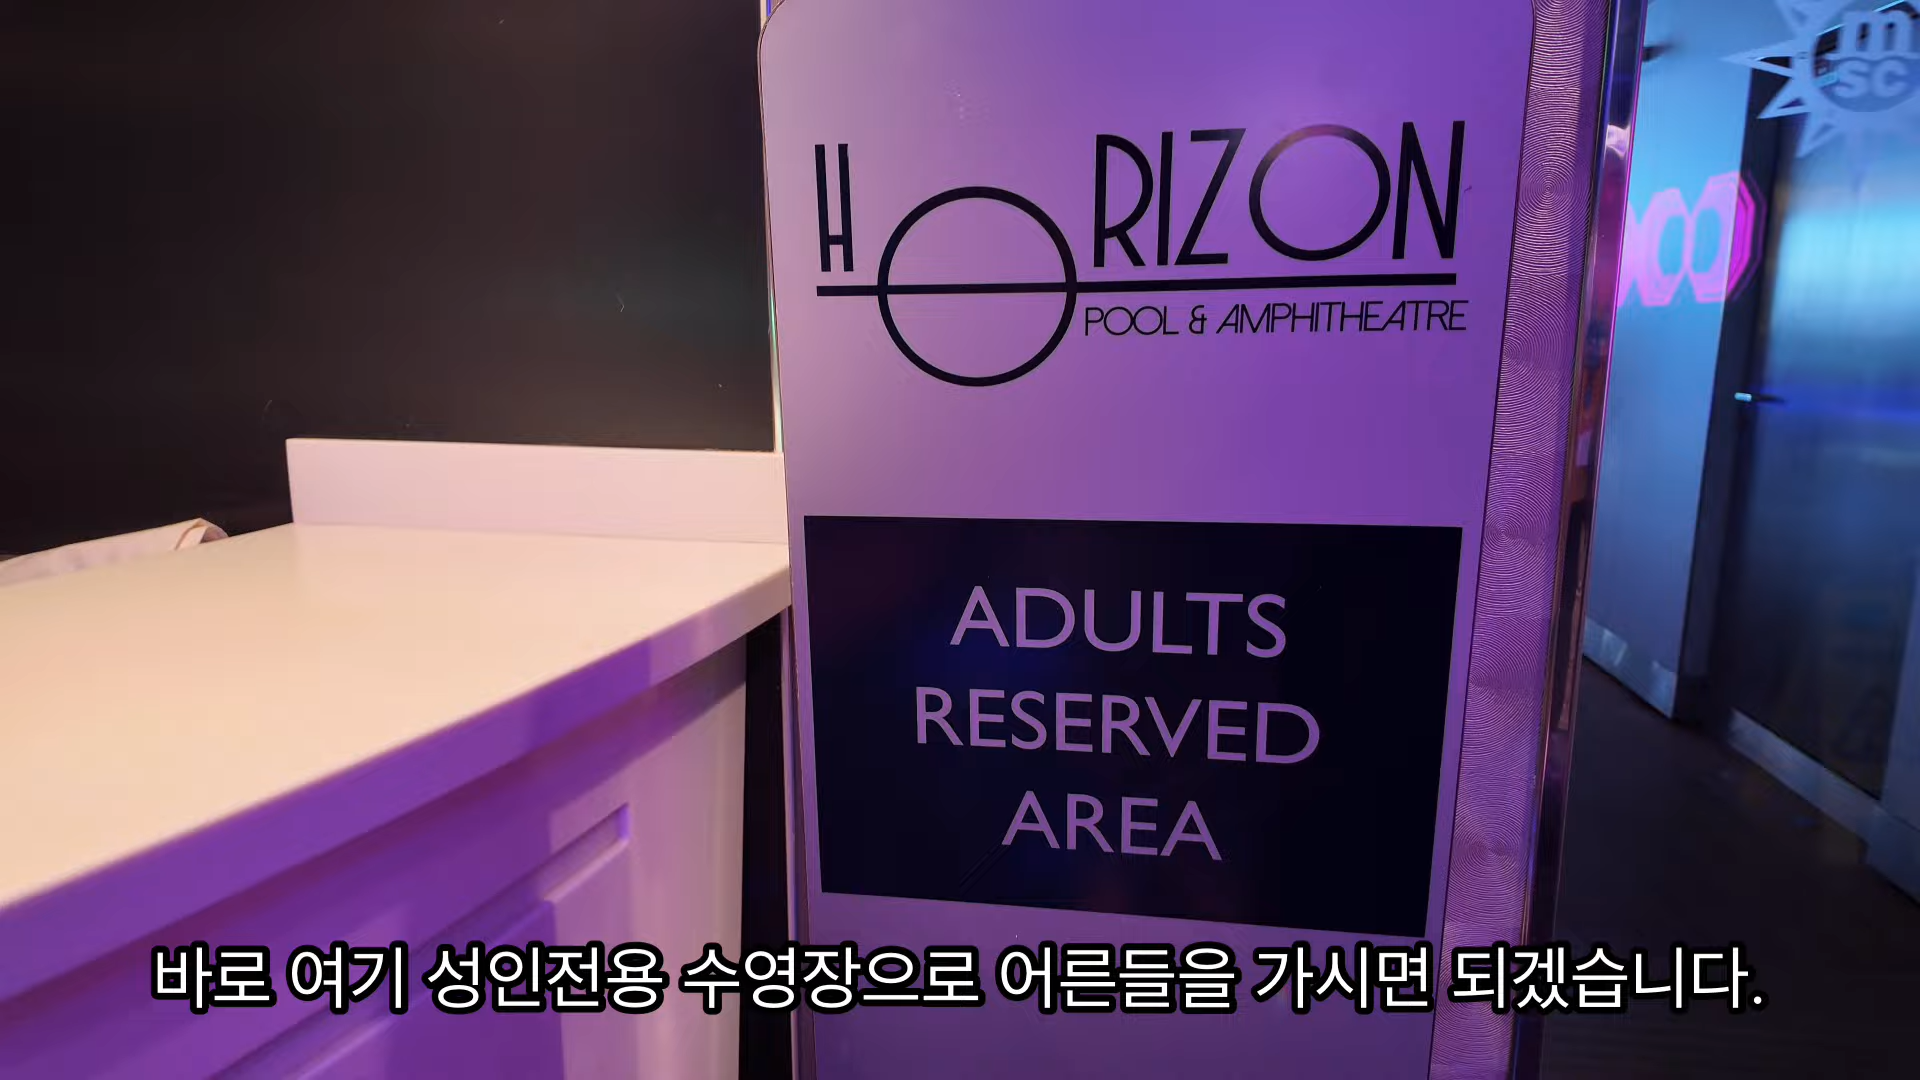 HORIZON
POOL & AMPHITHEATRE
msc
ADULTS
RESERVED
AREA
바로 여기 성인전용 수영장으로 어른들을 가시면 되겠습니다.